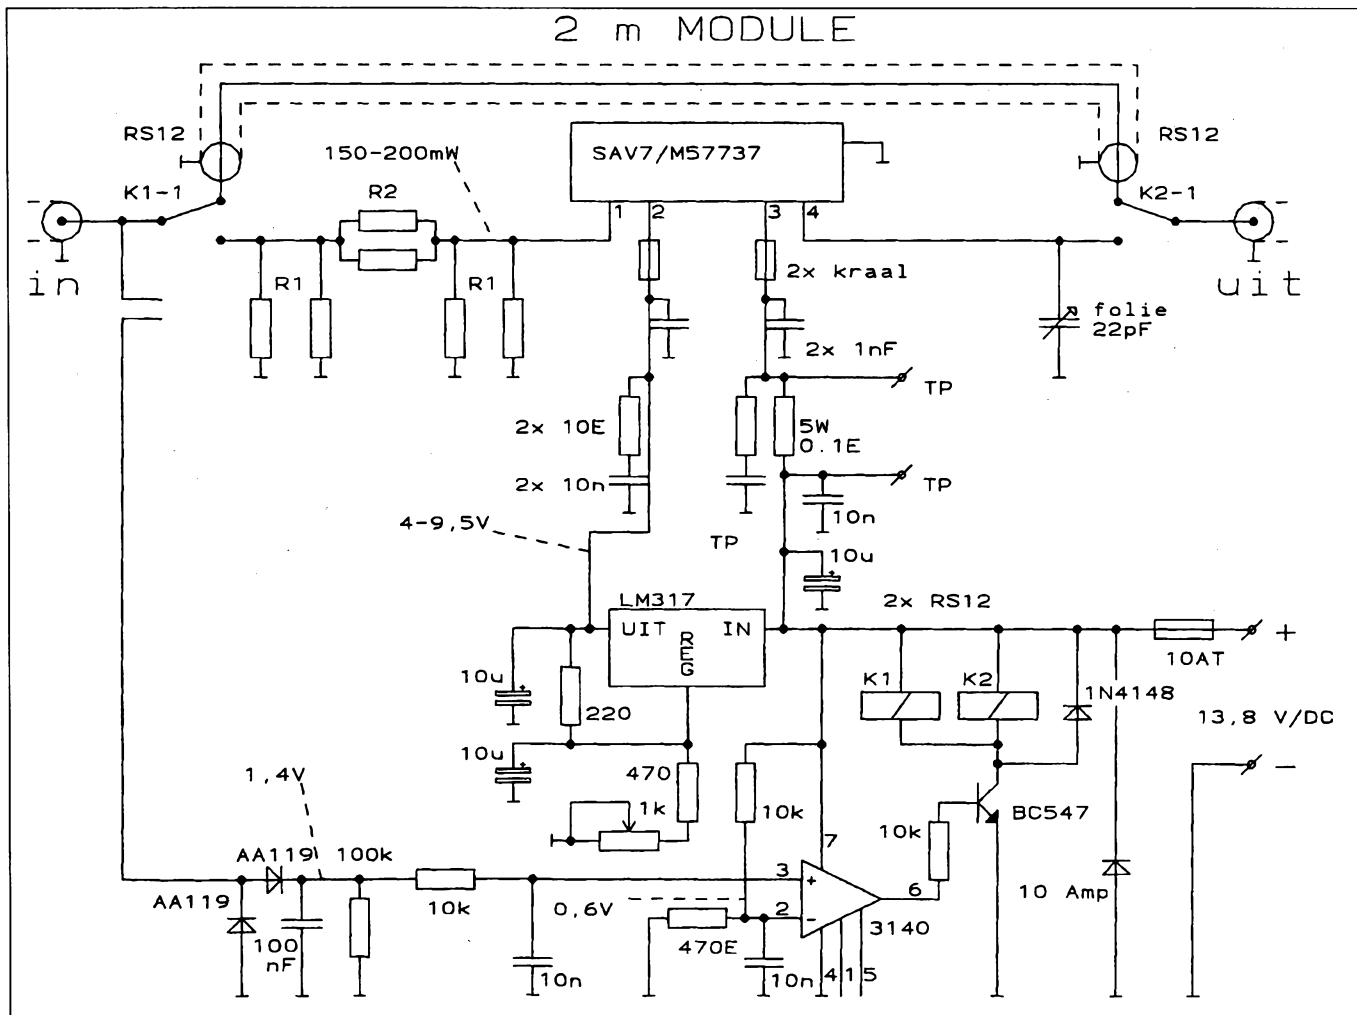 2 m MODULE
RS12
150-200mW
SAV7/M57737
RS12
K1-1
R2
1
2
3
4
K2-1
in
R1
R1
2x kraal
uit
folie
22pF
2x 1nF
TP
2x 10E
5W
0.1E
2x 10n
TP
10n
4-9,5V
TP
10u
LM317
2x RS12
UIT
REG
IN
+
10AT
10u
220
K1
K2
1N4148
13,8 V/DC
10u
470
1,4V
1k
10k
-
BC547
10k
7
AA119
100k
3
+
6
10 Amp
AA119
10k
0,6V
2
-
3140
100
nF
470E
10n
10n
4
1
5